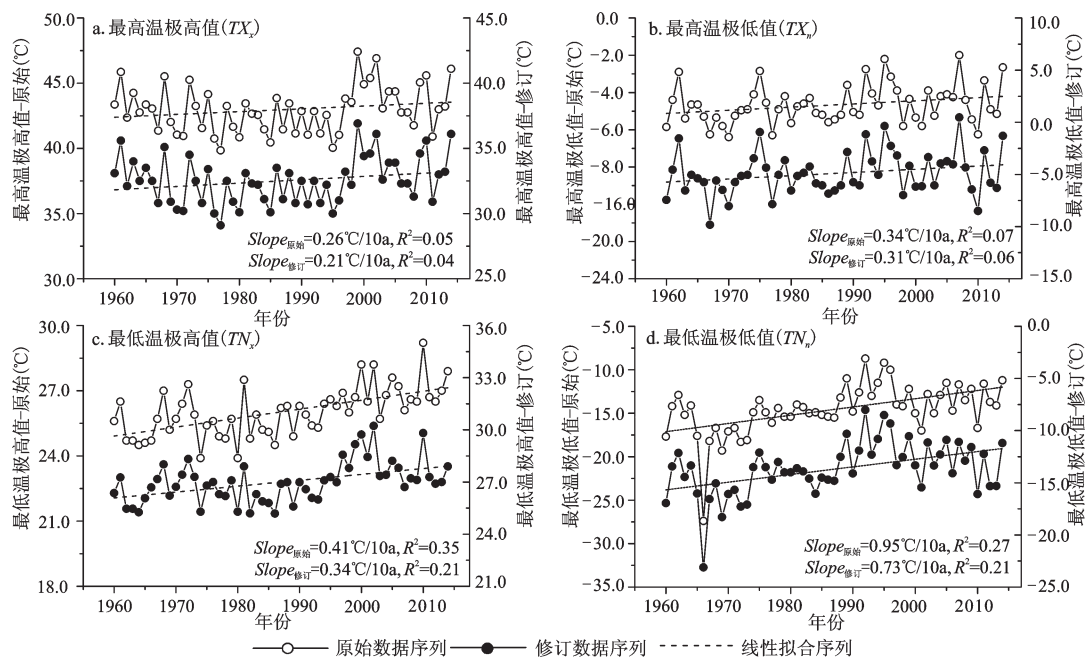 a. 最高温极高值(TXₓ)
50.0
45.0
40.0
35.0
30.0
最高温极高值-原始(℃)
45.0
40.0
35.0
30.0
25.0
最高温极高值-修订(℃)
Slope原始=0.26℃/10a, R²=0.05
Slope修订=0.21℃/10a, R²=0.04
1960 1970 1980 1990 2000 2010
年份
b. 最高温极低值(TXₙ)
0.0
−2.0
−4.0
−6.0
−8.0
−16.0
−20.0
−24.0
最高温极低值-原始(℃)
10.0
5.0
0.0
−5.0
−10.0
−15.0
最高温极低值-修订(℃)
Slope原始=0.34℃/10a, R²=0.07
Slope修订=0.31℃/10a, R²=0.06
1960 1970 1980 1990 2000 2010
年份
c. 最低温极高值(TNₓ)
30.0
27.0
24.0
21.0
18.0
最低温极高值-原始(℃)
36.0
33.0
30.0
27.0
24.0
21.0
最低温极高值-修订(℃)
Slope原始=0.41℃/10a, R²=0.35
Slope修订=0.34℃/10a, R²=0.21
1960 1970 1980 1990 2000 2010
年份
d. 最低温极低值(TNₙ)
−5.0
−10.0
−15.0
−20.0
−25.0
−30.0
−35.0
最低温极低值-原始(℃)
0.0
−5.0
−10.0
−15.0
−20.0
−25.0
最低温极低值-修订(℃)
Slope原始=0.95℃/10a, R²=0.27
Slope修订=0.73℃/10a, R²=0.21
1960 1970 1980 1990 2000 2010
年份
原始数据序列 修订数据序列 线性拟合序列